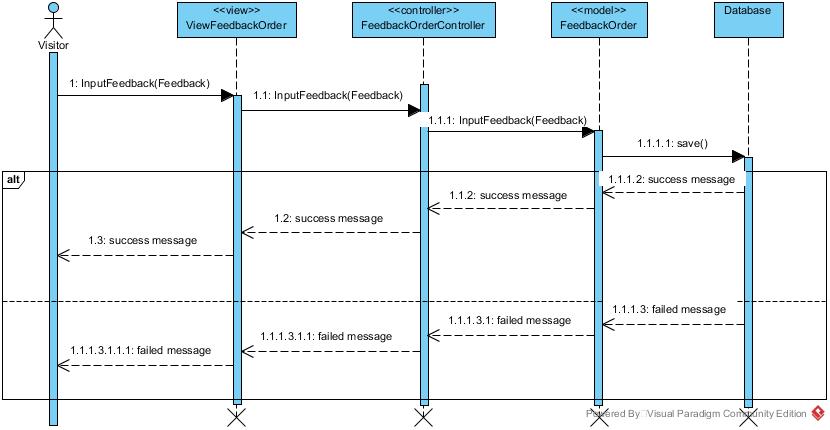 <<view>>
ViewFeedbackOrder
<<controller>>
FeedbackOrderController
<<model>>
FeedbackOrder
Database
Visitor
1: InputFeedback(Feedback)
1.1: InputFeedback(Feedback)
1.1.1: InputFeedback(Feedback)
1.1.1.1: save()
alt
1.1.1.2: success message
1.1.2: success message
1.2: success message
1.3: success message
1.1.1.3: failed message
1.1.1.3.1: failed message
1.1.1.3.1.1: failed message
1.1.1.3.1.1.1: failed message
Powered By Visual Paradigm Community Edition